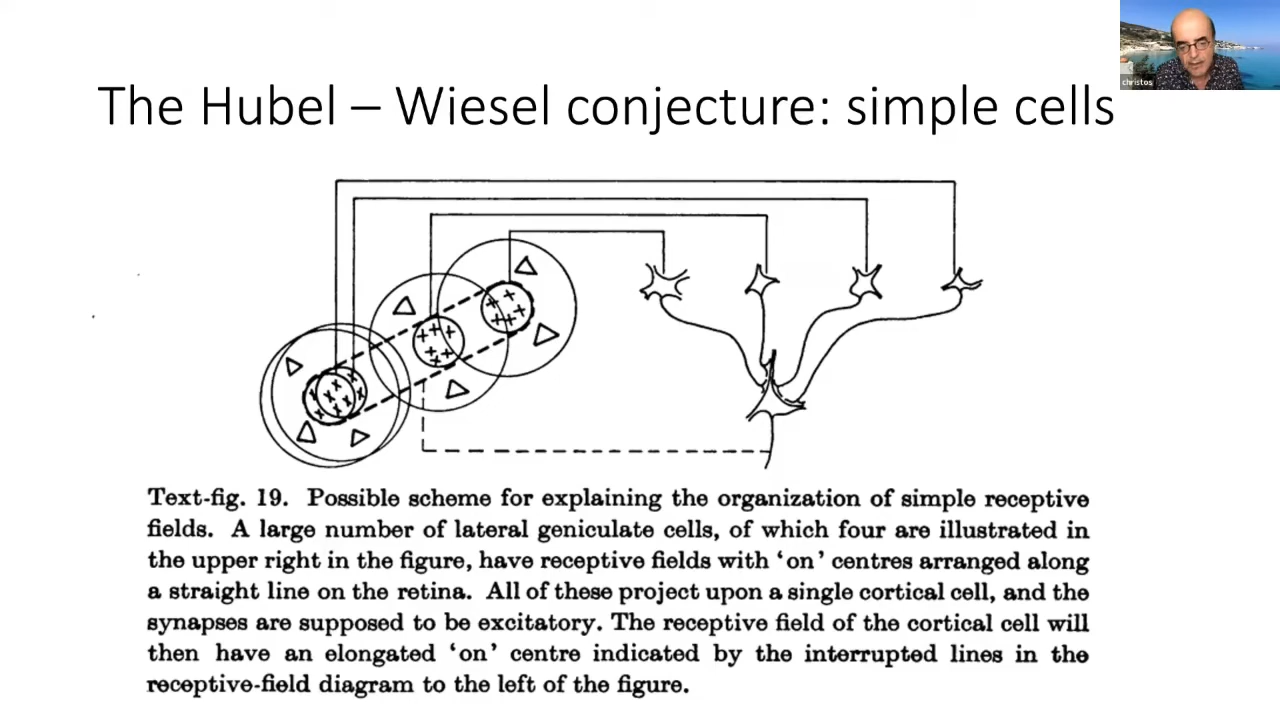 christos
The Hubel – Wiesel conjecture: simple cells
Text-fig. 19. Possible scheme for explaining the organization of simple receptive
fields. A large number of lateral geniculate cells, of which four are illustrated in
the upper right in the figure, have receptive fields with ‘on’ centres arranged along
a straight line on the retina. All of these project upon a single cortical cell, and the
synapses are supposed to be excitatory. The receptive field of the cortical cell will
then have an elongated ‘on’ centre indicated by the interrupted lines in the
receptive-field diagram to the left of the figure.